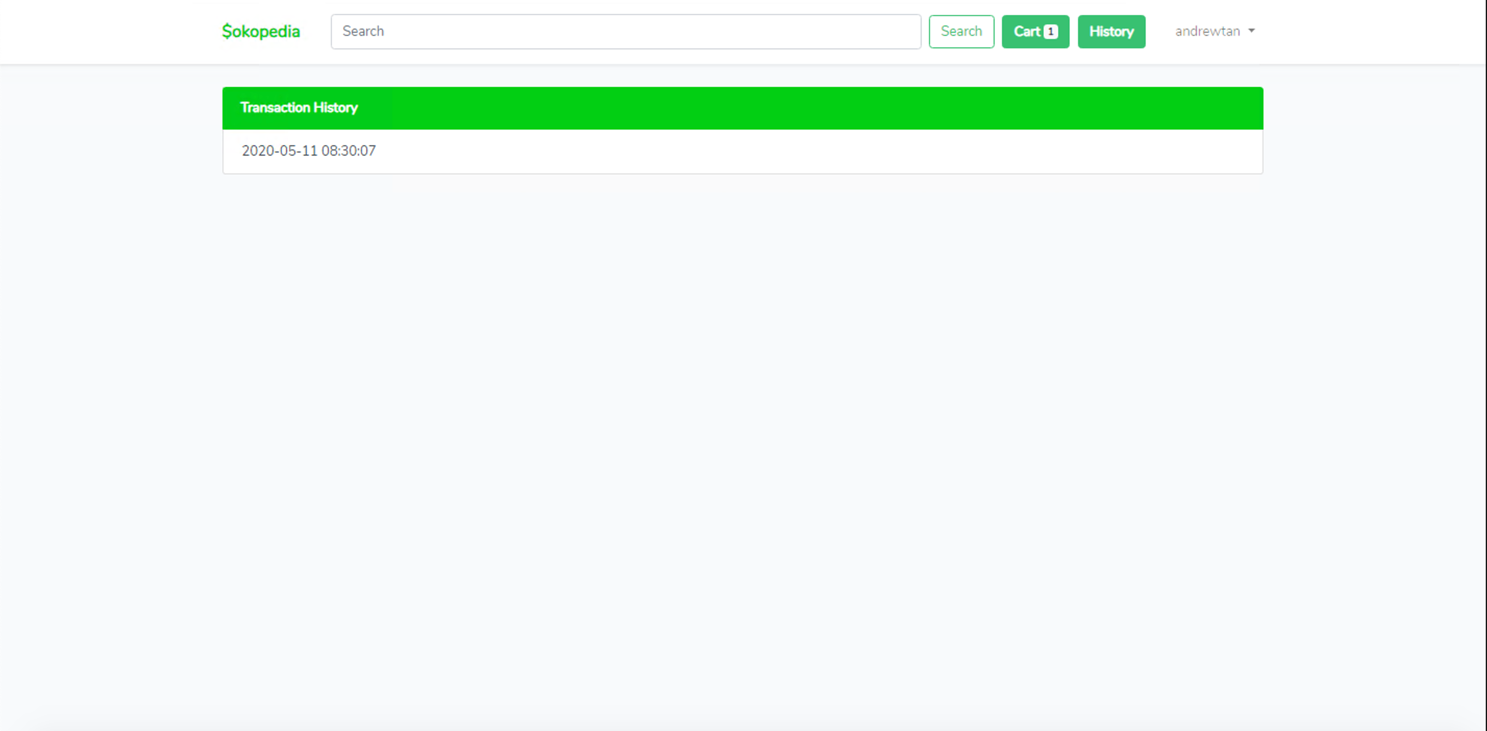 $okopedia Search Search Cart 1 History andrewtan
Transaction History
2020-05-11 08:30:07